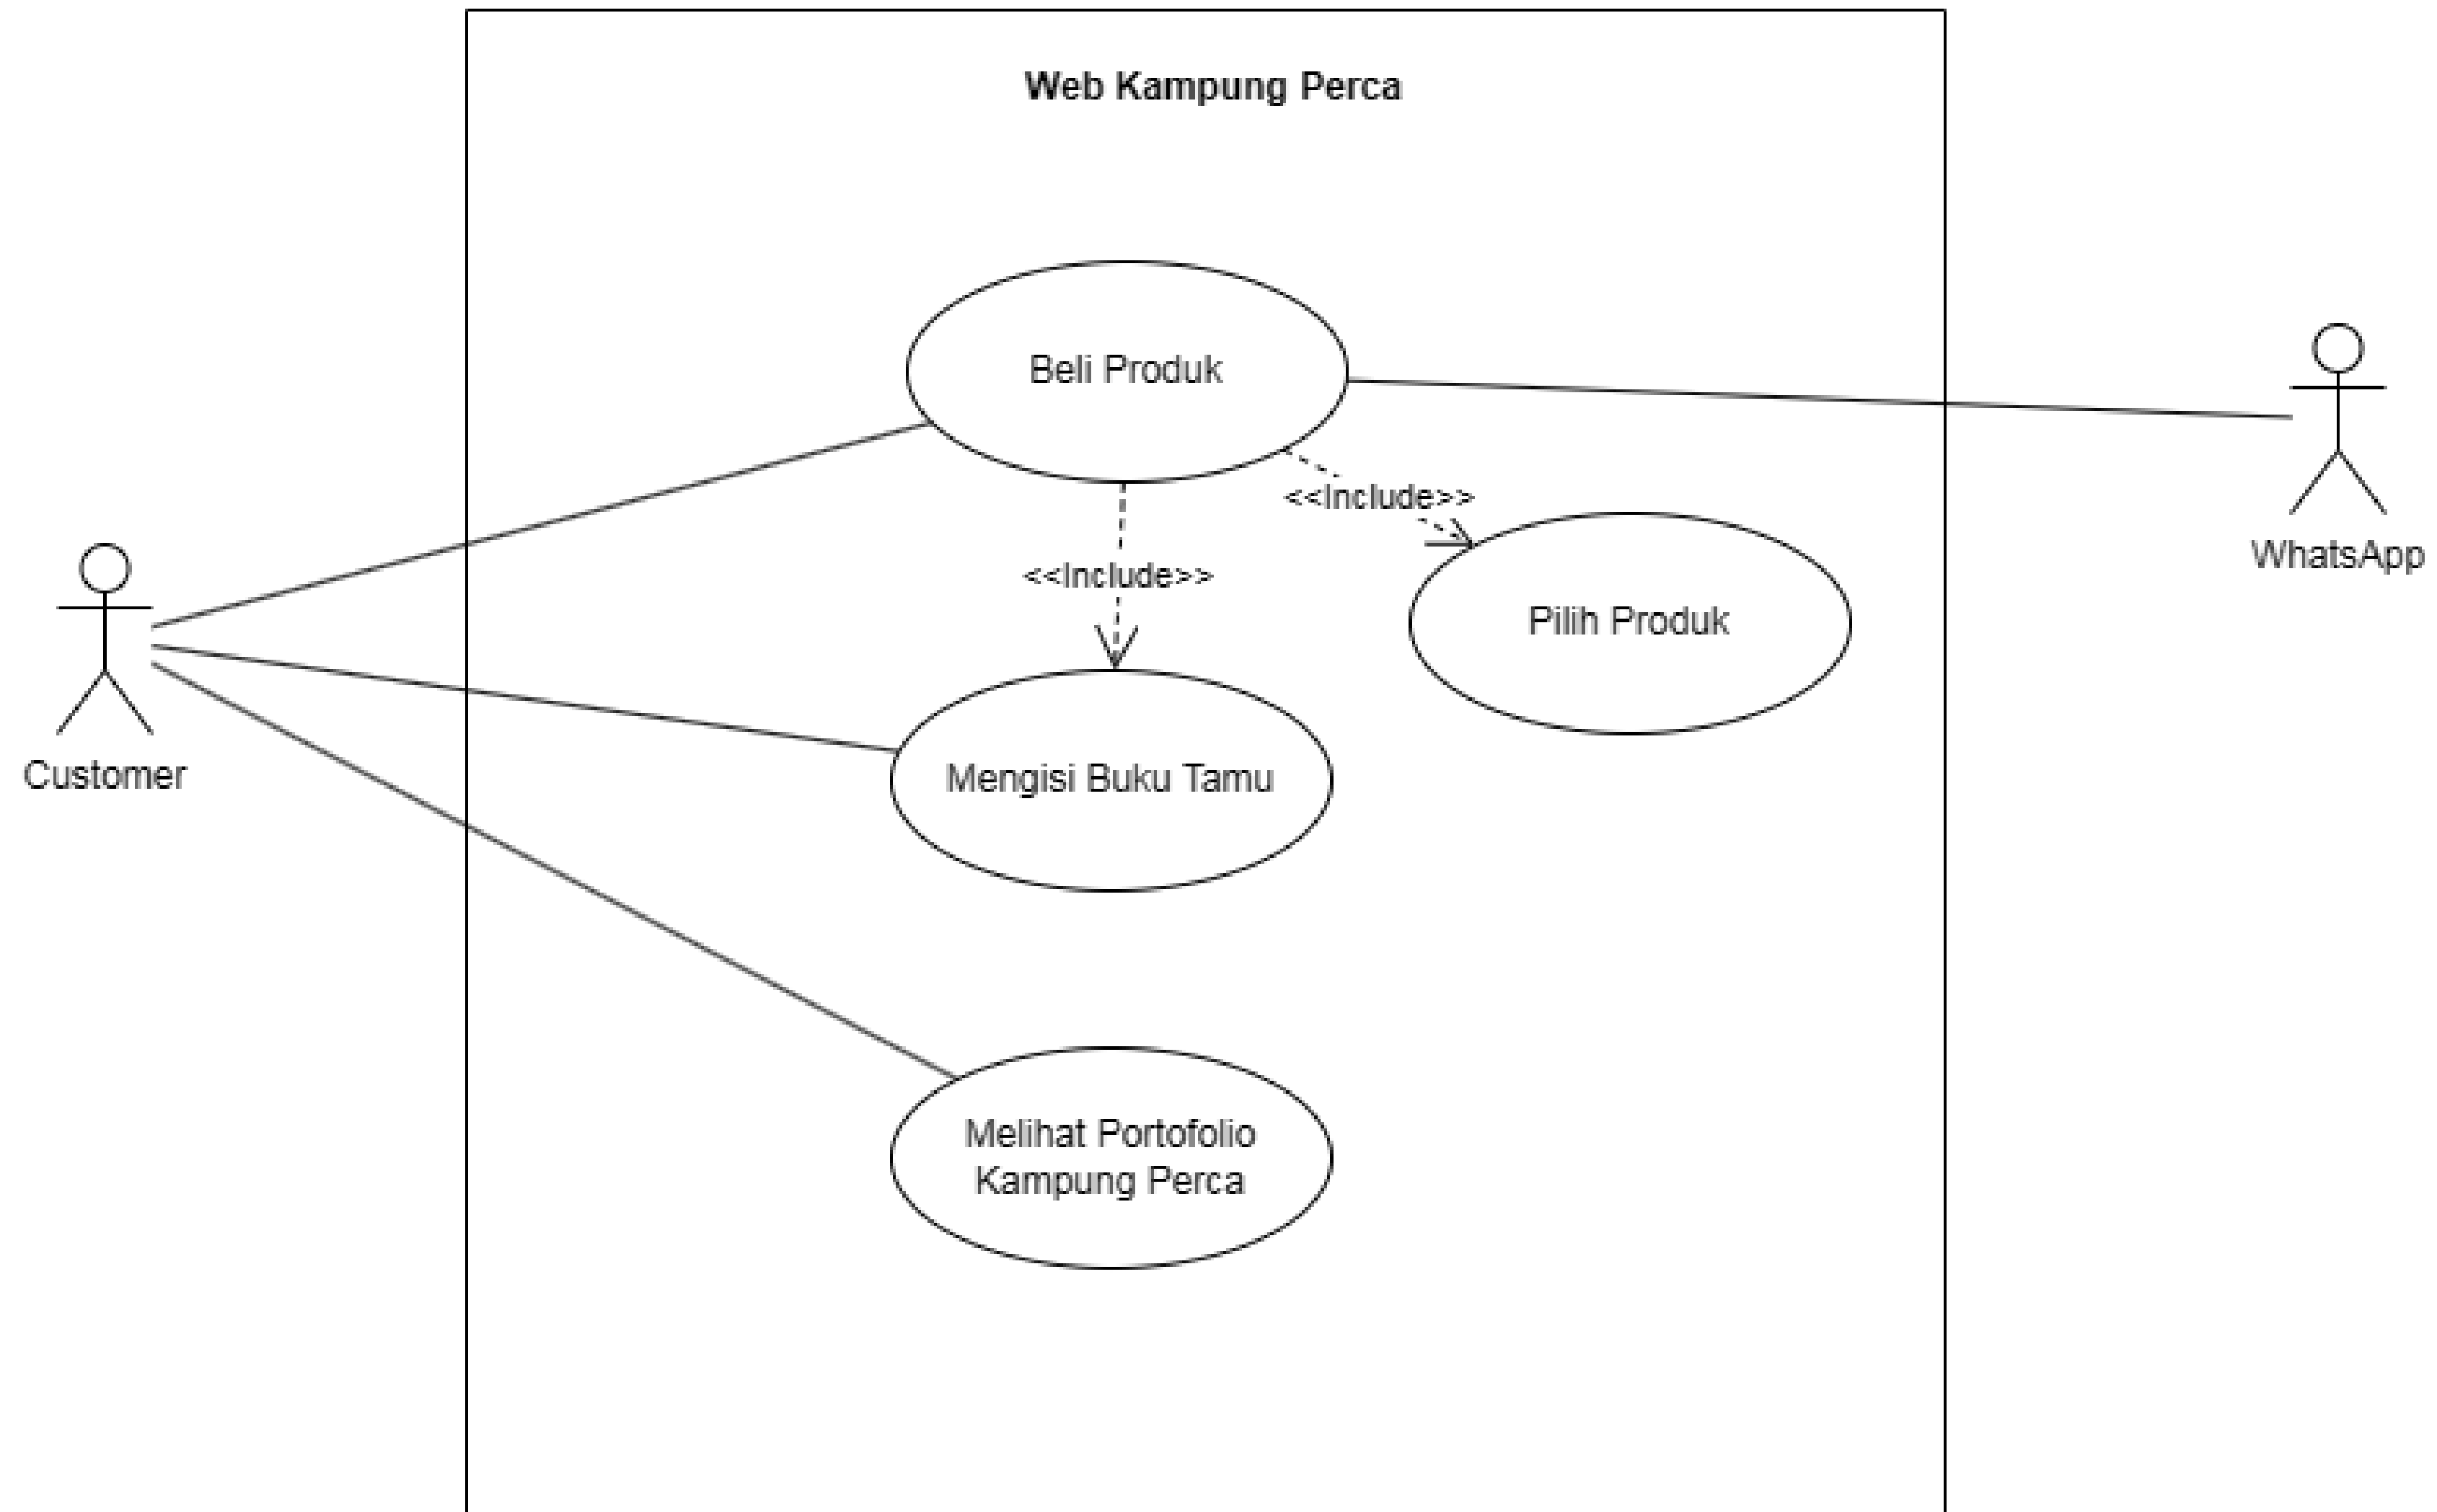 Web Kampung Perca
Beli Produk
<<Include>>
<<Include>>
Pilih Produk
WhatsApp
Customer
Mengisi Buku Tamu
Melihat Portofolio
Kampung Perca